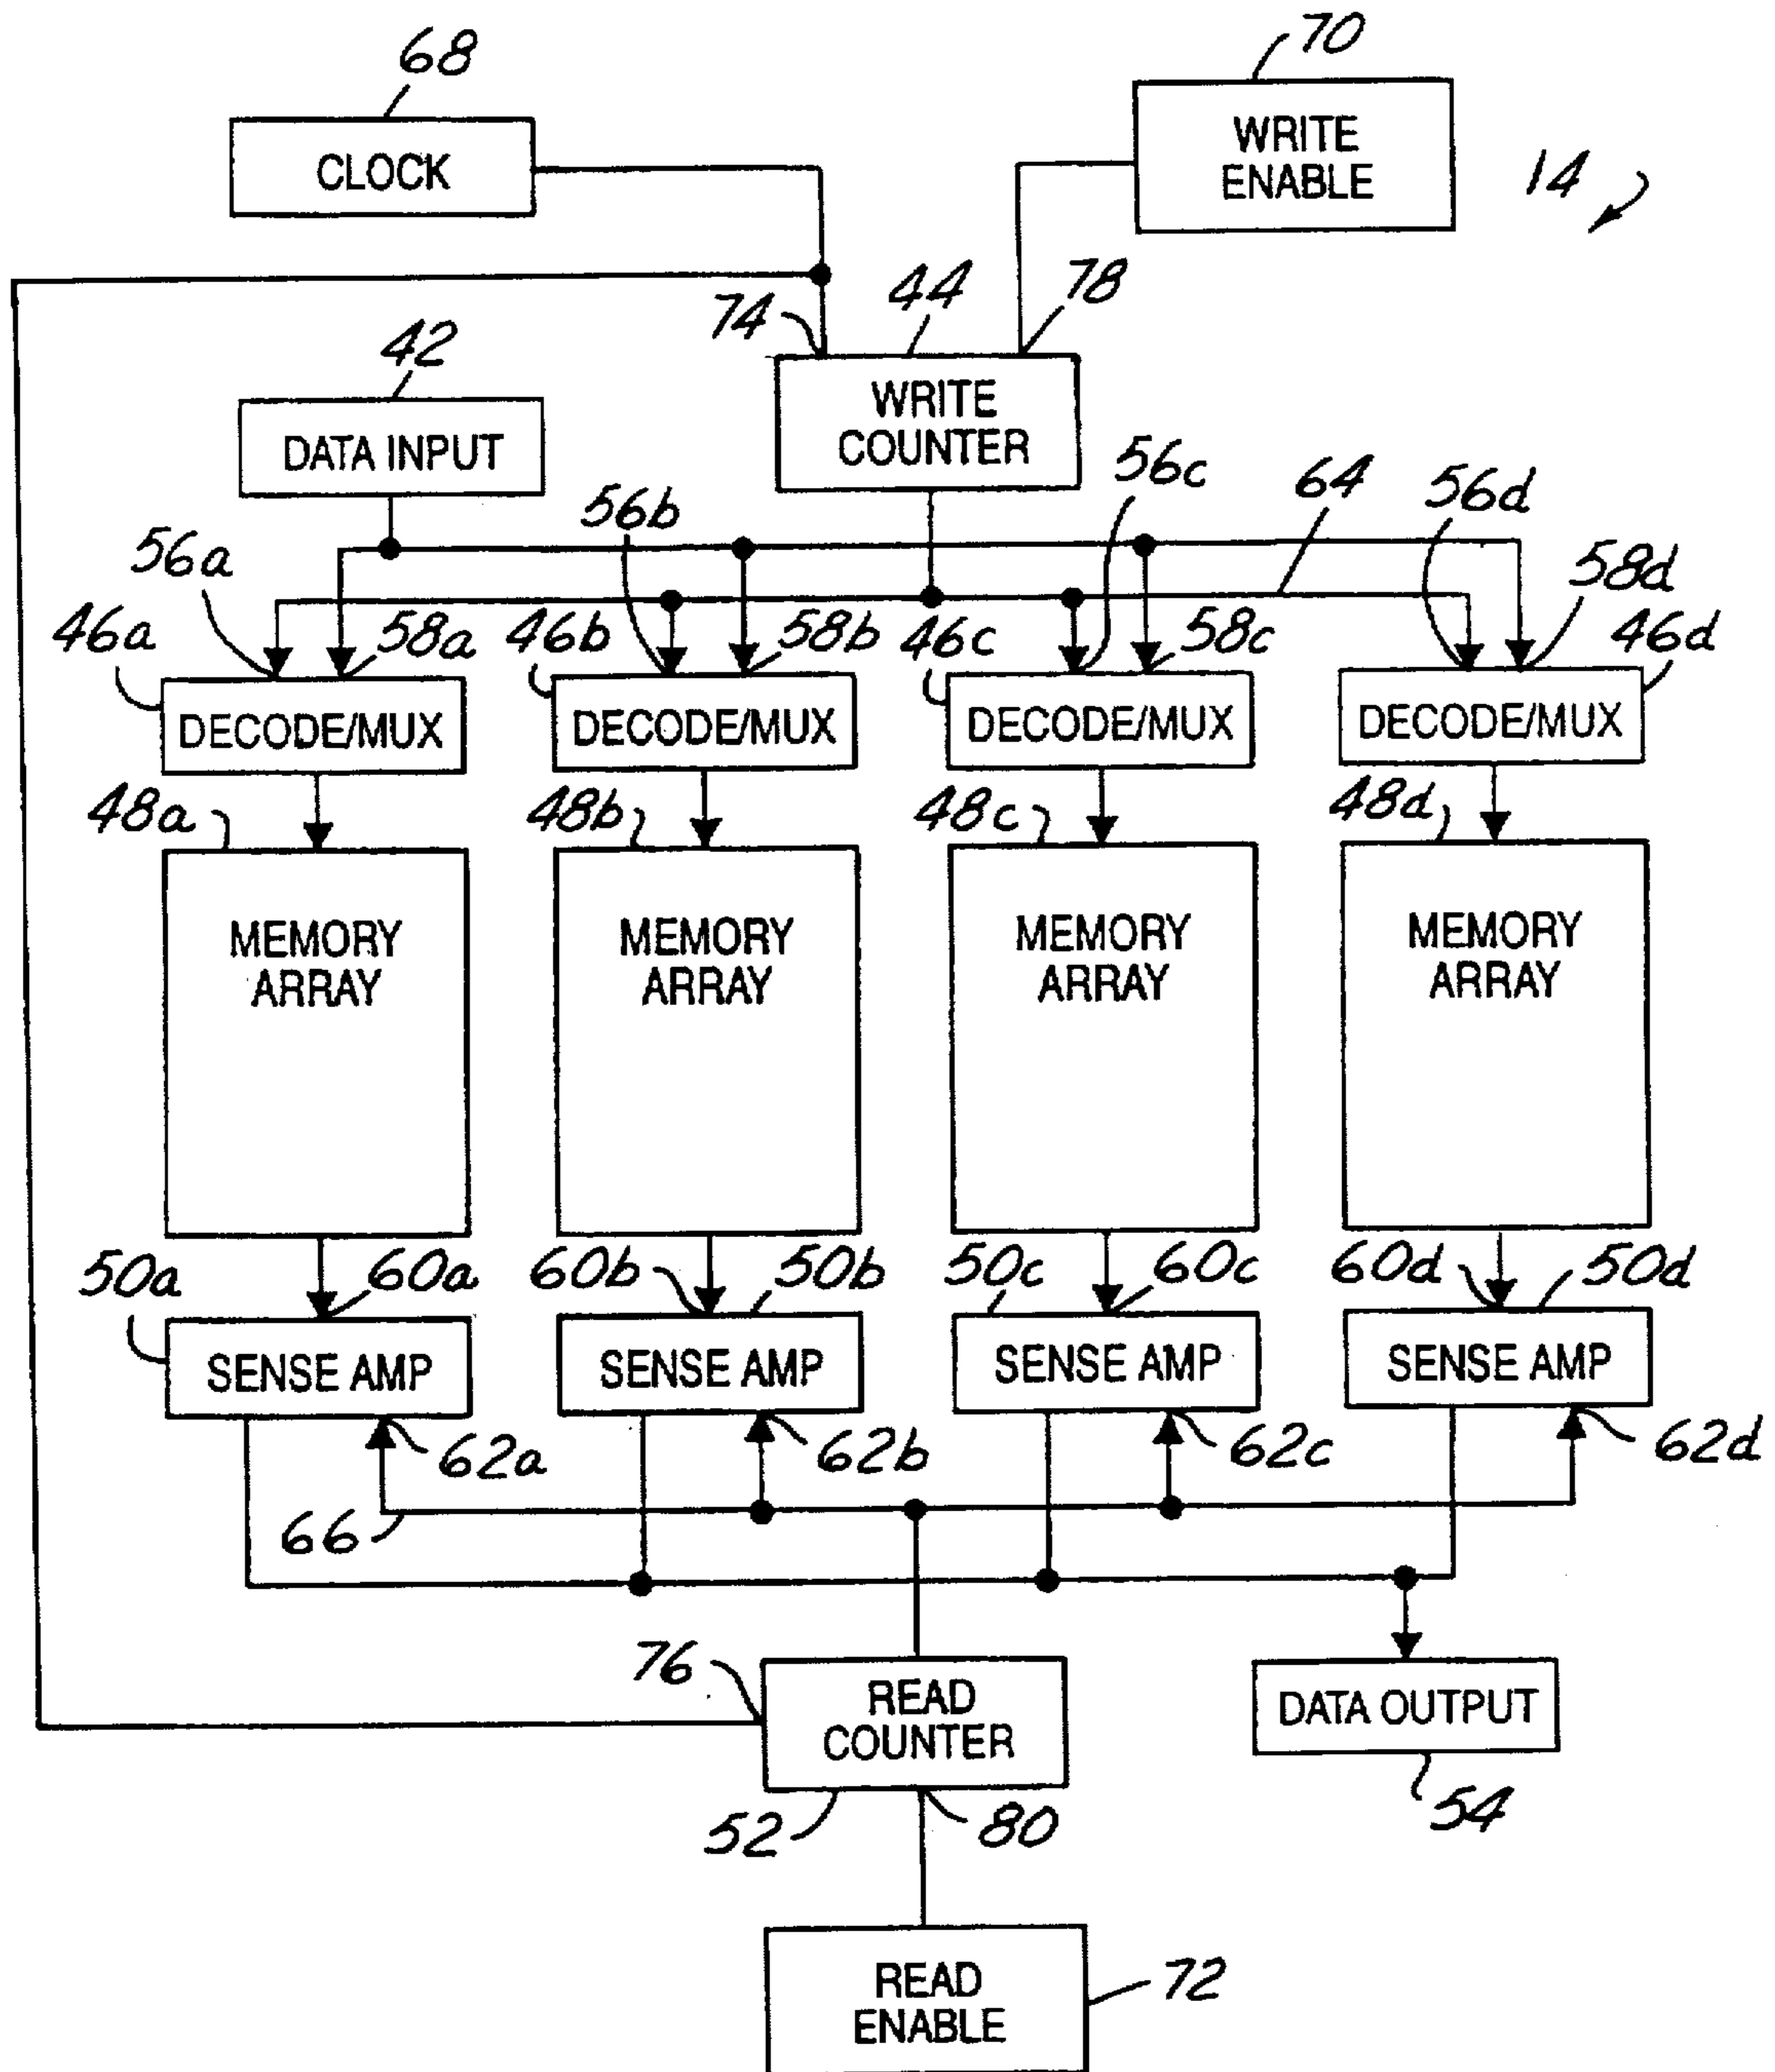 68
70
CLOCK
WRITE
ENABLE
14
74
44
78
42
WRITE
COUNTER
DATA INPUT
56a
56b
56c
64
56d
46a
58a
46b
58b
46c
58c
58d
46d
DECODE/MUX
DECODE/MUX
DECODE/MUX
DECODE/MUX
48a
48b
48c
48d
MEMORY
ARRAY
MEMORY
ARRAY
MEMORY
ARRAY
MEMORY
ARRAY
50a
60a
60b
50b
50c
60c
60d
50d
SENSE AMP
SENSE AMP
SENSE AMP
SENSE AMP
62a
62b
62c
62d
66
76
READ
COUNTER
DATA OUTPUT
52
80
54
READ
ENABLE
72